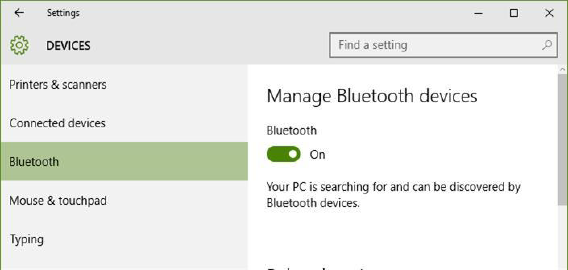 Settings
DEVICES
Find a setting
Printers & scanners
Connected devices
Bluetooth
Mouse & touchpad
Typing
Manage Bluetooth devices
Bluetooth
On
Your PC is searching for and can be discovered by
Bluetooth devices.